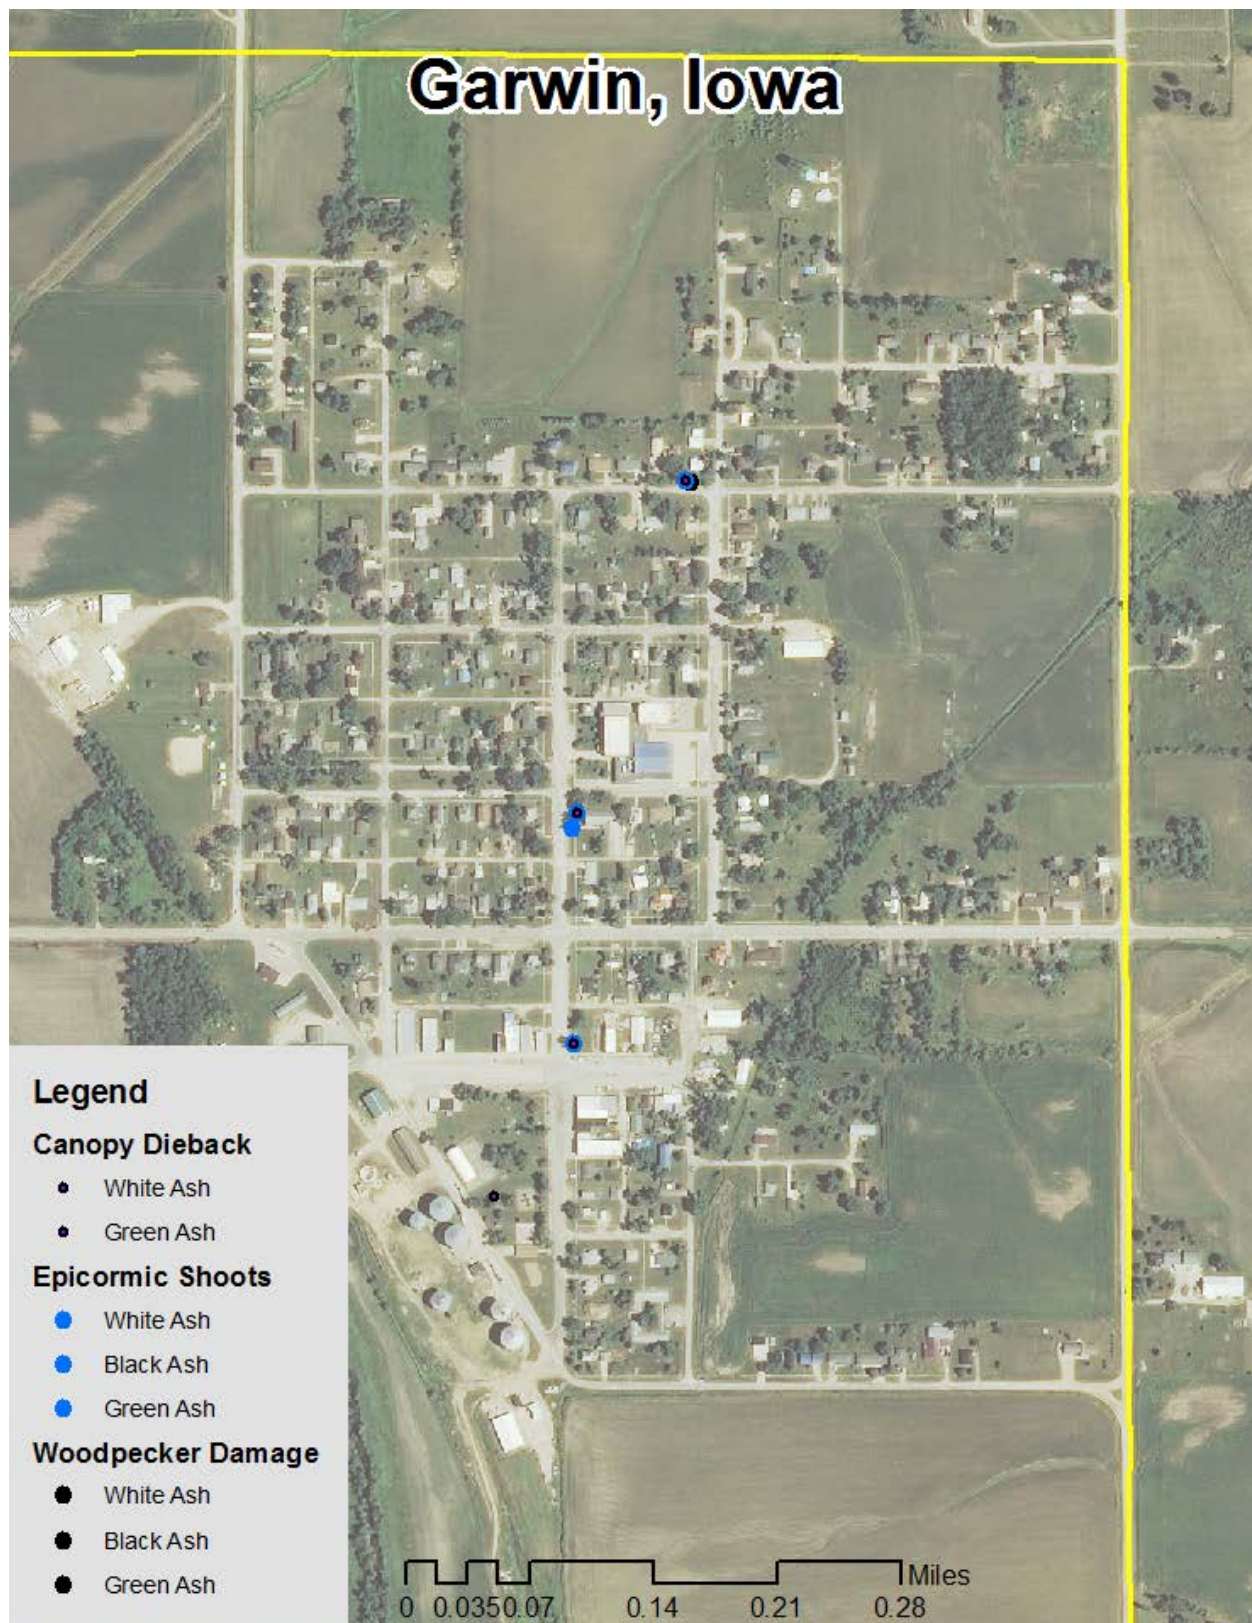 Garwin, Iowa
Legend
Canopy Dieback
White Ash
Green Ash
Epicormic Shoots
White Ash
Black Ash
Green Ash
Woodpecker Damage
White Ash
Black Ash
Green Ash
Miles
0 0.035 0.07 0.14 0.21 0.28